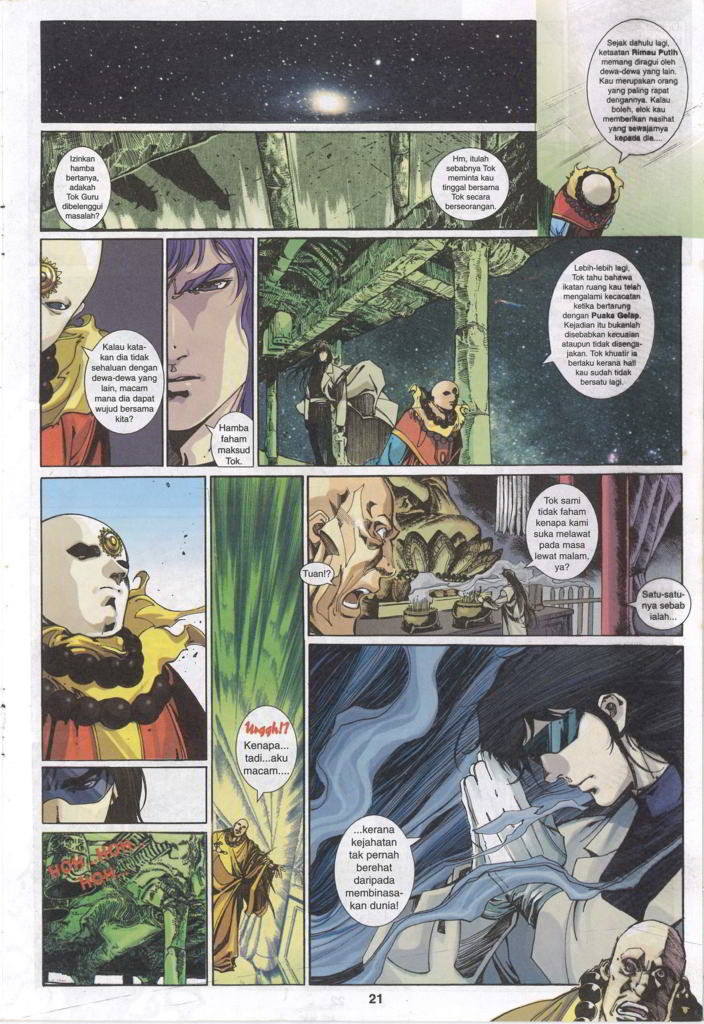 Sejak dahulu lagi,
ketaatan Rimau Putih
memang diragui oleh
dewa-dewa yang lain.
Kau merupakan orang
yang paling rapat
dengannya. Kalau
boleh, elok kau
memberikan nasihat
yang sewajarnya
kepada dia....
Izinkan
hamba
bertanya,
adakah
Tok Guru
dibelenggui
masalah?
Hm, itulah
sebabnya Tok
meminta kau
tinggal bersama
Tok secara
berseorangan.
Kalau kata-
kan dia tidak
sehaluan dengan
dewa-dewa yang
lain, macam
mana dia dapat
wujud bersama
kita?
Hamba
faham
maksud
Tok.
Lebih-lebih lagi,
Tok tahu bahawa
ikatan ruang kau telah
mengalami kecacatan
ketika bertarung
dengan Puaka Gelap.
Kejadian itu bukanlah
disebabkan kecuaian
ataupun tidak disenga-
jakan. Tok khuatir ia
berlaku kerana hati
kau sudah tidak
bersatu lagi.
HOM...HOM...
HOM...
Urggh!?
Kenapa...
tadi...aku
macam....
Tuan!?
Tok sami
tidak faham
kenapa kami
suka melawat
pada masa
lewat malam,
ya?
Satu-satu-
nya sebab
ialah...
...kerana
kejahatan
tak pernah
berehat
daripada
membinasa-
kan dunia!
21